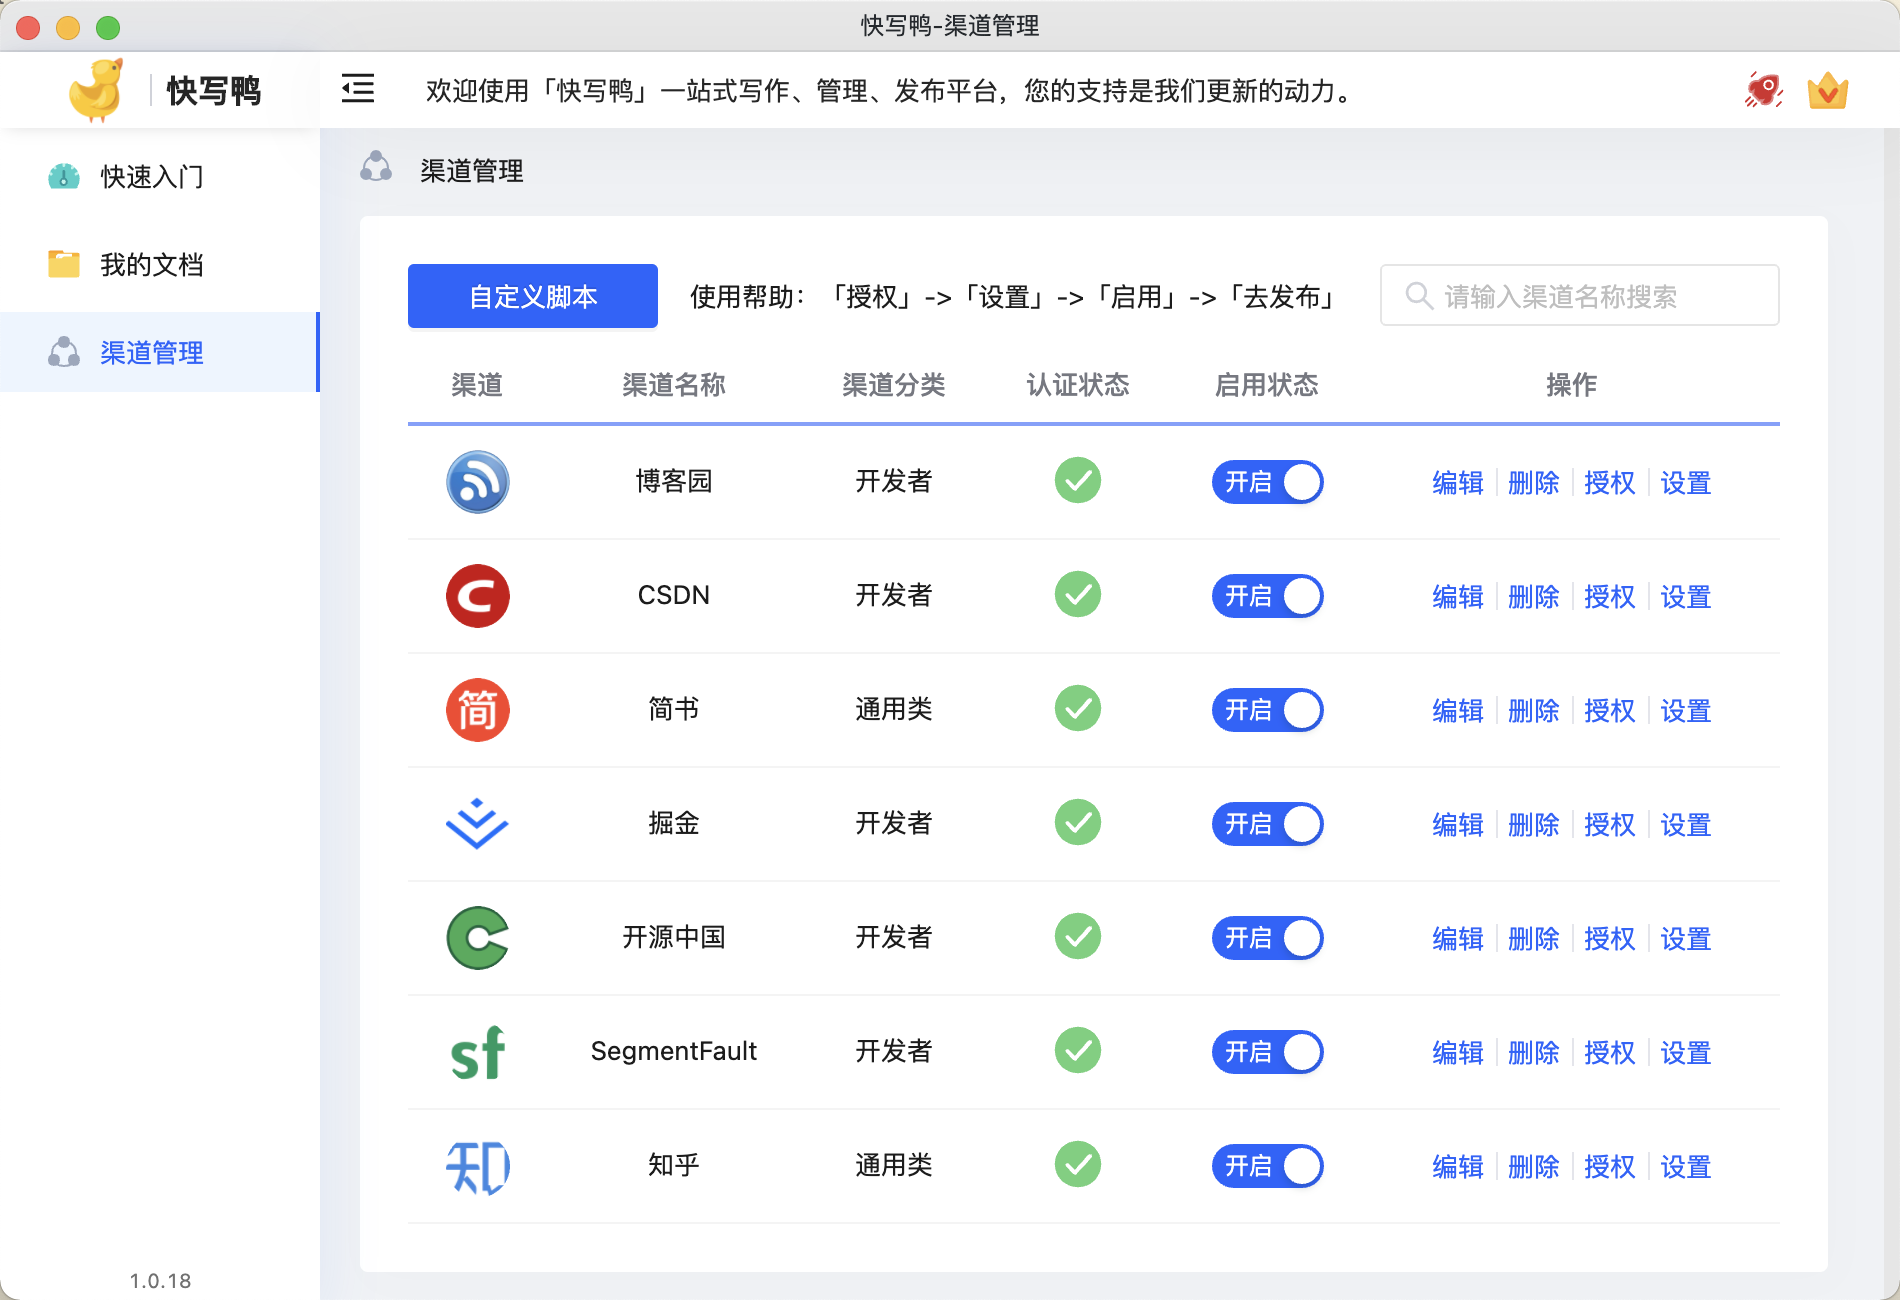 快写鸭-渠道管理
快写鸭
欢迎使用「快写鸭」一站式写作、管理、发布平台，您的支持是我们更新的动力。
快速入门
我的文档
渠道管理
渠道管理
自定义脚本
使用帮助：「授权」->「设置」->「启用」->「去发布」
请输入渠道名称搜索
渠道 渠道名称 渠道分类 认证状态 启用状态 操作
博客园 开发者 开启 编辑 删除 授权 设置
CSDN 开发者 开启 编辑 删除 授权 设置
简 简书 通用类 开启 编辑 删除 授权 设置
掘金 开发者 开启 编辑 删除 授权 设置
开源中国 开发者 开启 编辑 删除 授权 设置
sf SegmentFault 开发者 开启 编辑 删除 授权 设置
知 知乎 通用类 开启 编辑 删除 授权 设置
1.0.18